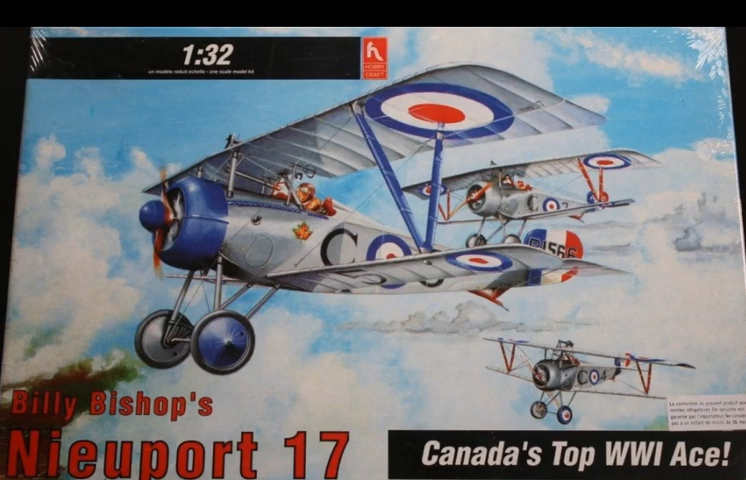 1:32
un modèle réduit échelle - one scale model kit
HOBBY
CRAFT
C
B1566
C
C 4
Billy Bishop's
Nieuport 17
Canada's Top WWI Ace!